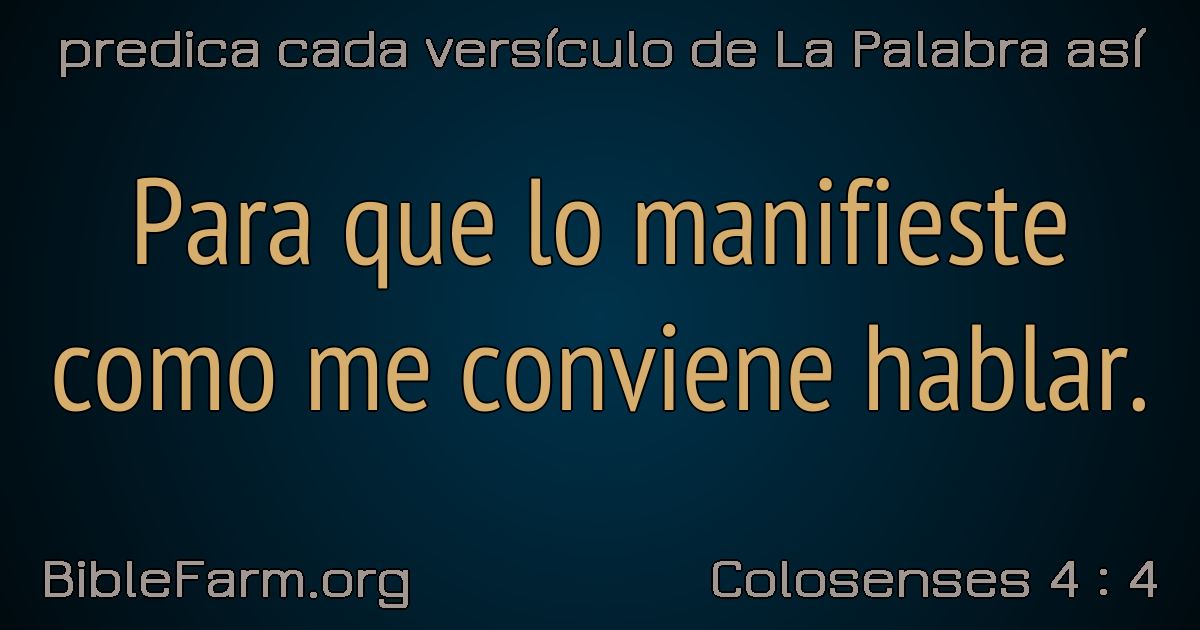 predica cada versículo de La Palabra así
Para que lo manifieste
como me conviene hablar.
BibleFarm.org
Colosenses 4 : 4